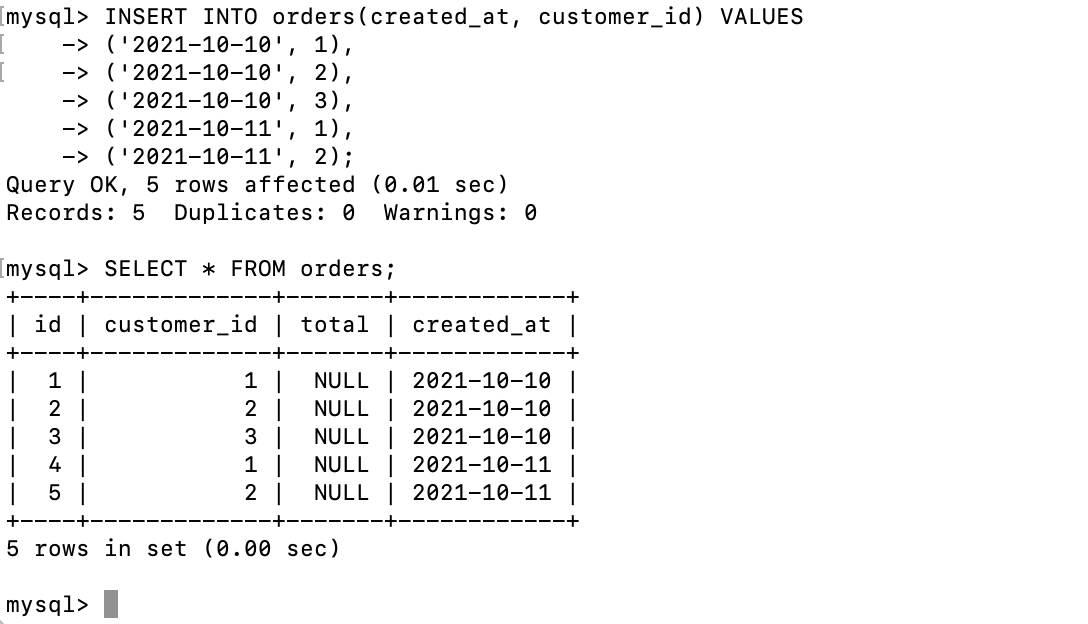 mysql> INSERT INTO orders(created_at, customer_id) VALUES
    -> ('2021-10-10', 1),
    -> ('2021-10-10', 2),
    -> ('2021-10-10', 3),
    -> ('2021-10-11', 1),
    -> ('2021-10-11', 2);
Query OK, 5 rows affected (0.01 sec)
Records: 5  Duplicates: 0  Warnings: 0

mysql> SELECT * FROM orders;
+----+-------------+-------+------------+
| id | customer_id | total | created_at |
+----+-------------+-------+------------+
|  1 |           1 |  NULL | 2021-10-10 |
|  2 |           2 |  NULL | 2021-10-10 |
|  3 |           3 |  NULL | 2021-10-10 |
|  4 |           1 |  NULL | 2021-10-11 |
|  5 |           2 |  NULL | 2021-10-11 |
+----+-------------+-------+------------+
5 rows in set (0.00 sec)

mysql>